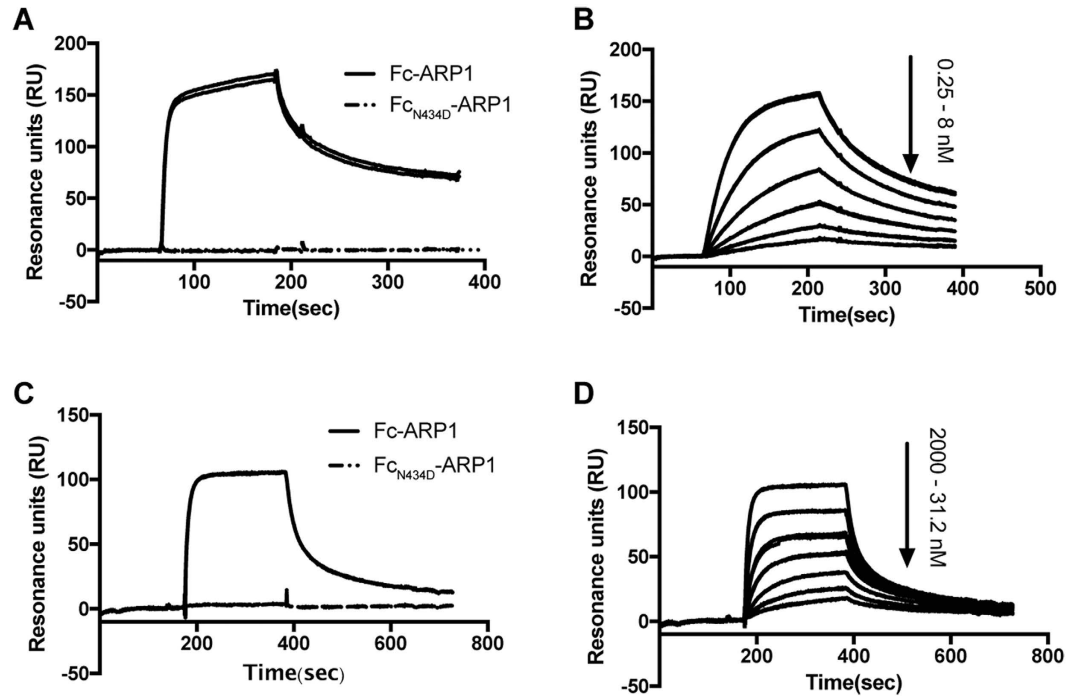 A
Resonance units (RU)
200
150
100
50
0
-50
100
200
300
400
Time(sec)
Fc-ARP1
Fc_N434D-ARP1
B
Resonance units (RU)
200
150
100
50
0
-50
100
200
300
400
500
Time(sec)
0.25 - 8 nM
C
Resonance units (RU)
150
100
50
0
-50
200
400
600
800
Time(sec)
Fc-ARP1
Fc_N434D-ARP1
D
Resonance units (RU)
150
100
50
0
-50
200
400
600
800
Time(sec)
2000 - 31.2 nM